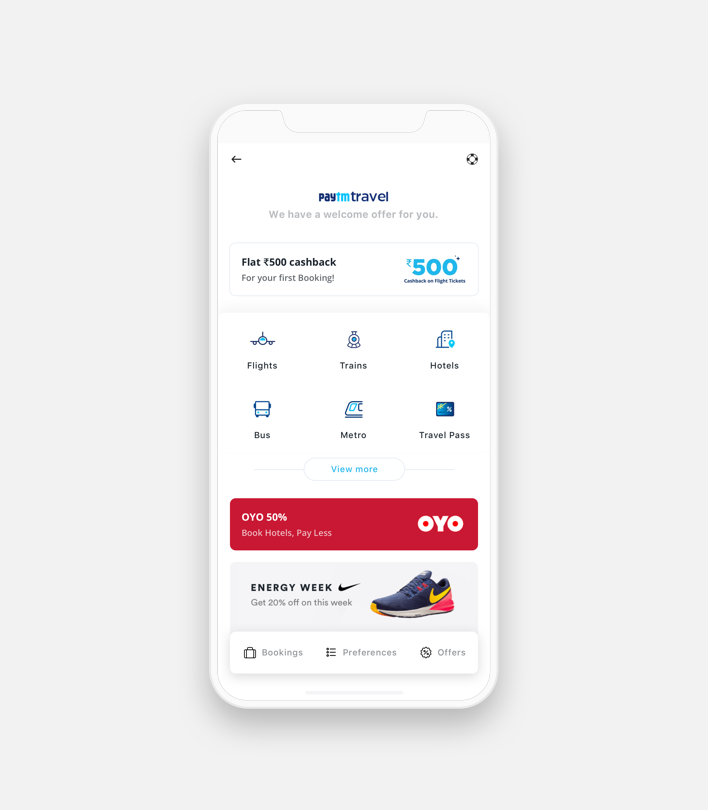 paytm travel
We have a welcome offer for you.
Flat ₹500 cashback
For your first Booking!
₹500
Cashback on Flight Tickets
Flights
Trains
Hotels
Bus
Metro
Travel Pass
View more
OYO 50%
Book Hotels, Pay Less
OYO
ENERGY WEEK
Get 20% off on this week
Bookings
Preferences
Offers